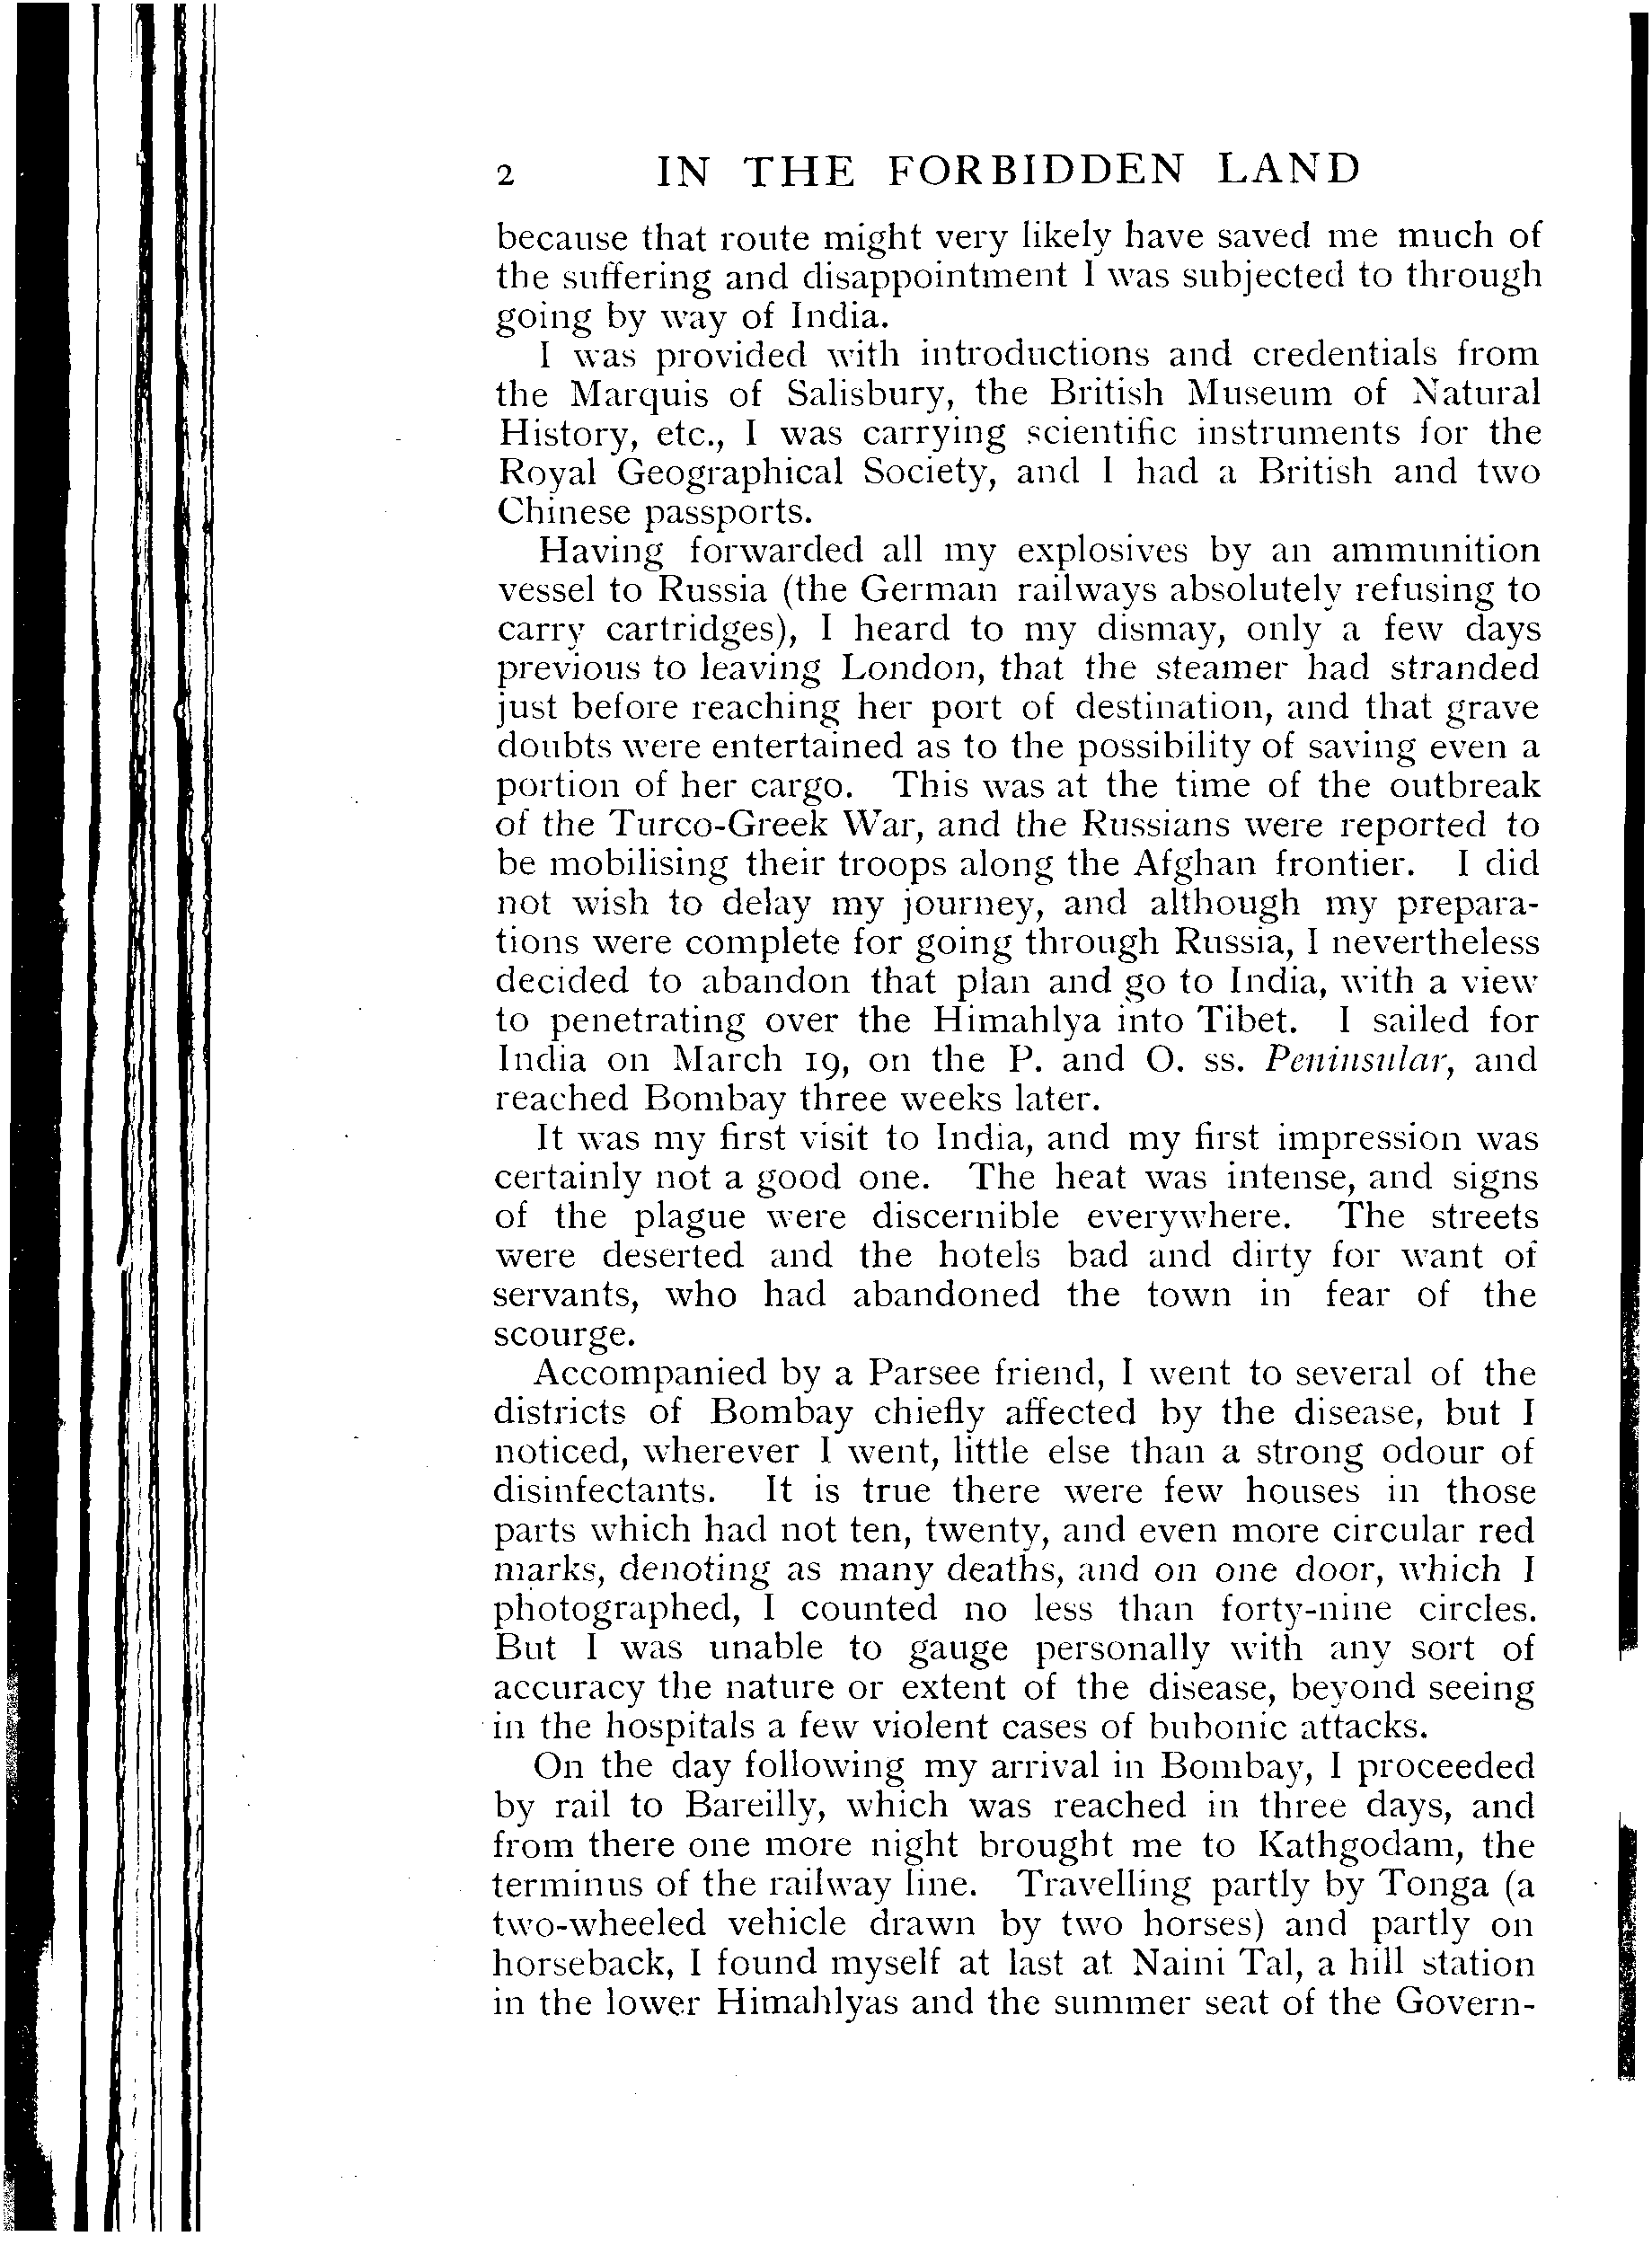 2 IN THE FORBIDDEN LAND
because that route might very likely have saved me much of
the suffering and disappointment I was subjected to through
going by way of India.
I was provided with introductions and credentials from
the Marquis of Salisbury, the British Museum of Natural
History, etc., I was carrying scientific instruments for the
Royal Geographical Society, and I had a British and two
Chinese passports.
Having forwarded all my explosives by an ammunition
vessel to Russia (the German railways absolutely refusing to
carry cartridges), I heard to my dismay, only a few days
previous to leaving London, that the steamer had stranded
just before reaching her port of destination, and that grave
doubts were entertained as to the possibility of saving even a
portion of her cargo. This was at the time of the outbreak
of the Turco-Greek War, and the Russians were reported to
be mobilising their troops along the Afghan frontier. I did
not wish to delay my journey, and although my prepara-
tions were complete for going through Russia, I nevertheless
decided to abandon that plan and go to India, with a view
to penetrating over the Himahlya into Tibet. I sailed for
India on March 19, on the P. and O. ss. Peninsular, and
reached Bombay three weeks later.
It was my first visit to India, and my first impression was
certainly not a good one. The heat was intense, and signs
of the plague were discernible everywhere. The streets
were deserted and the hotels bad and dirty for want of
servants, who had abandoned the town in fear of the
scourge.
Accompanied by a Parsee friend, I went to several of the
districts of Bombay chiefly affected by the disease, but I
noticed, wherever I went, little else than a strong odour of
disinfectants. It is true there were few houses in those
parts which had not ten, twenty, and even more circular red
marks, denoting as many deaths, and on one door, which I
photographed, I counted no less than forty-nine circles.
But I was unable to gauge personally with any sort of
accuracy the nature or extent of the disease, beyond seeing
in the hospitals a few violent cases of bubonic attacks.
On the day following my arrival in Bombay, I proceeded
by rail to Bareilly, which was reached in three days, and
from there one more night brought me to Kathgodam, the
terminus of the railway line. Travelling partly by Tonga (a
two-wheeled vehicle drawn by two horses) and partly on
horseback, I found myself at last at Naini Tal, a hill station
in the lower Himahlyas and the summer seat of the Govern-